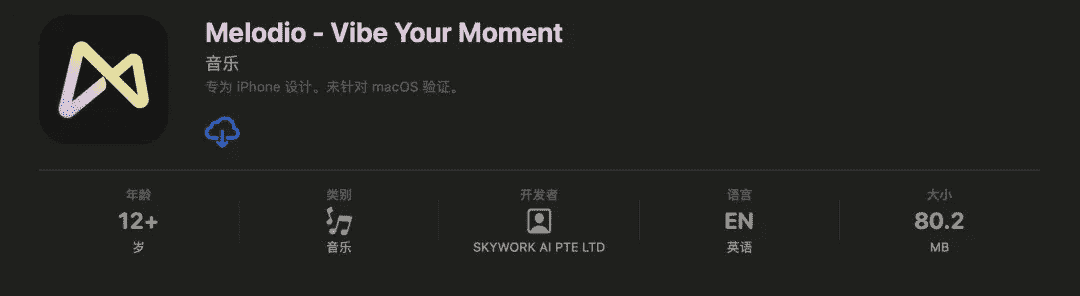 Melodio - Vibe Your Moment
音乐
专为 iPhone 设计。未针对 macOS 验证。
年龄 类别 开发者 语言 大小
12+ EN 80.2
岁 音乐 SKYWORK AI PTE LTD 英语 MB